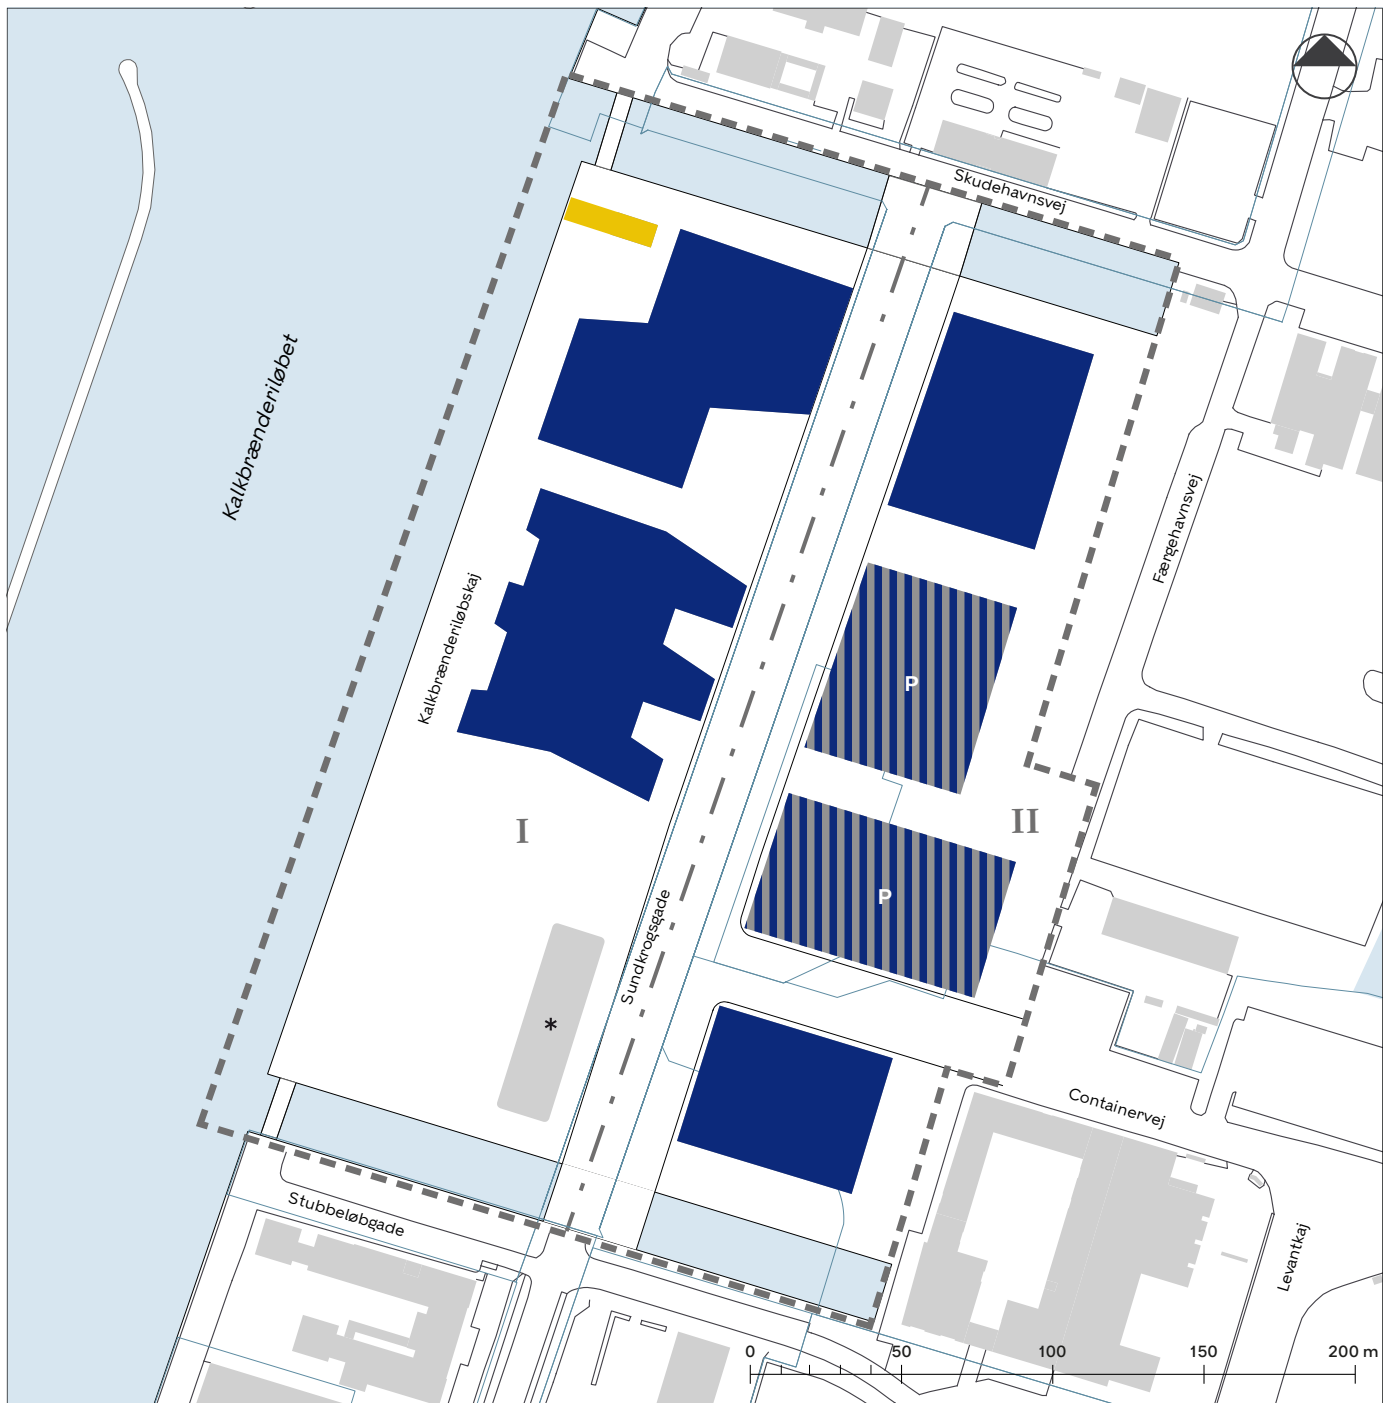 Skudehavnsvej
Kalkbrænderiløbet
Færgehavnsvej
Kalkbrænderiløbskaj
P
I
II
P
Sundkrogsgade
*
Containervej
Stubbeløbgade
Levantkaj
0 50 100 150 200 m